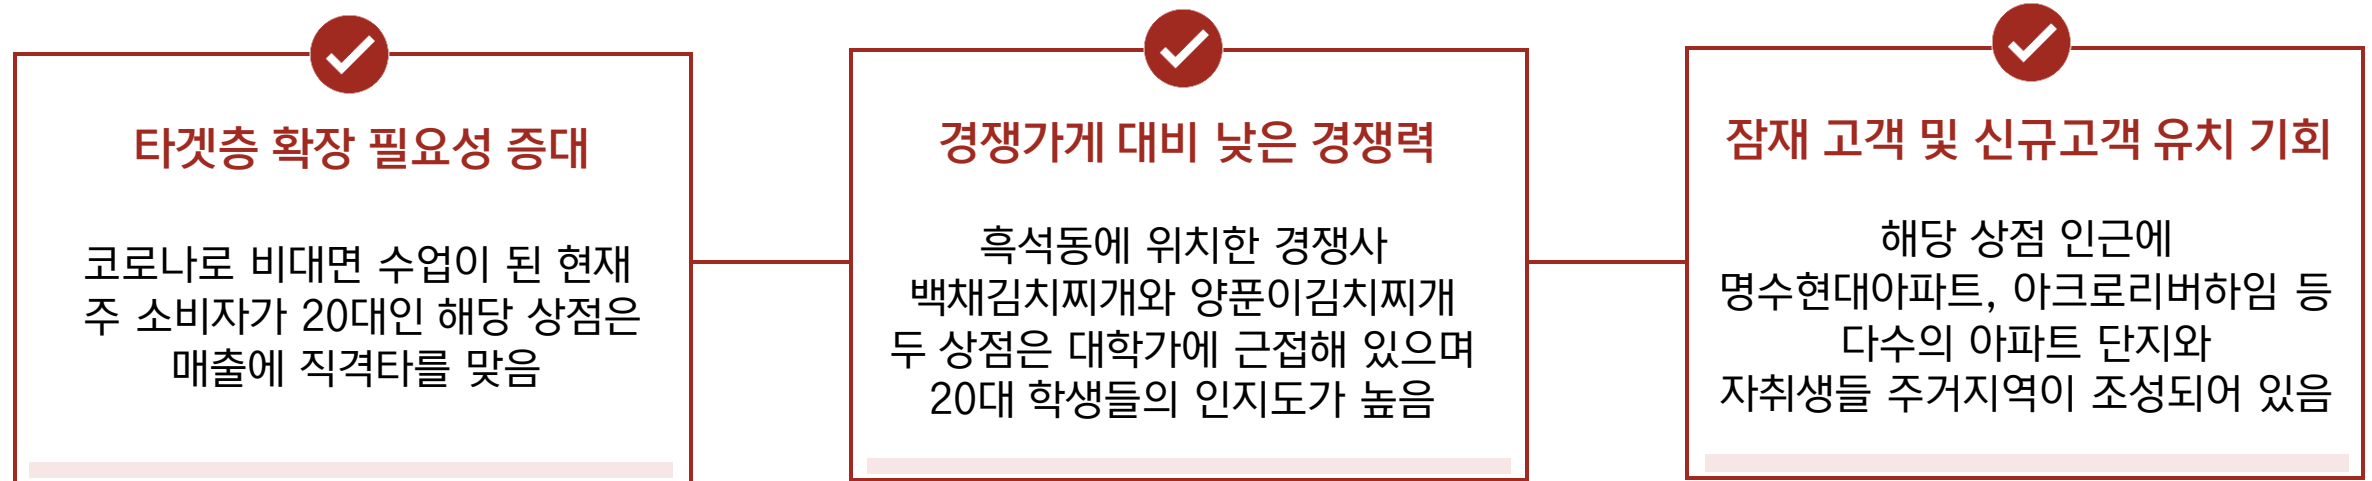 타겟층 확장 필요성 증대
코로나로 비대면 수업이 된 현재
주 소비자가 20대인 해당 상점은
매출에 직격타를 맞음
경쟁가게 대비 낮은 경쟁력
흑석동에 위치한 경쟁사
백채김치찌개와 양푼이김치찌개
두 상점은 대학가에 근접해 있으며
20대 학생들의 인지도가 높음
잠재 고객 및 신규고객 유치 기회
해당 상점 인근에
명수현대아파트, 아크로리버하임 등
다수의 아파트 단지와
자취생들 주거지역이 조성되어 있음